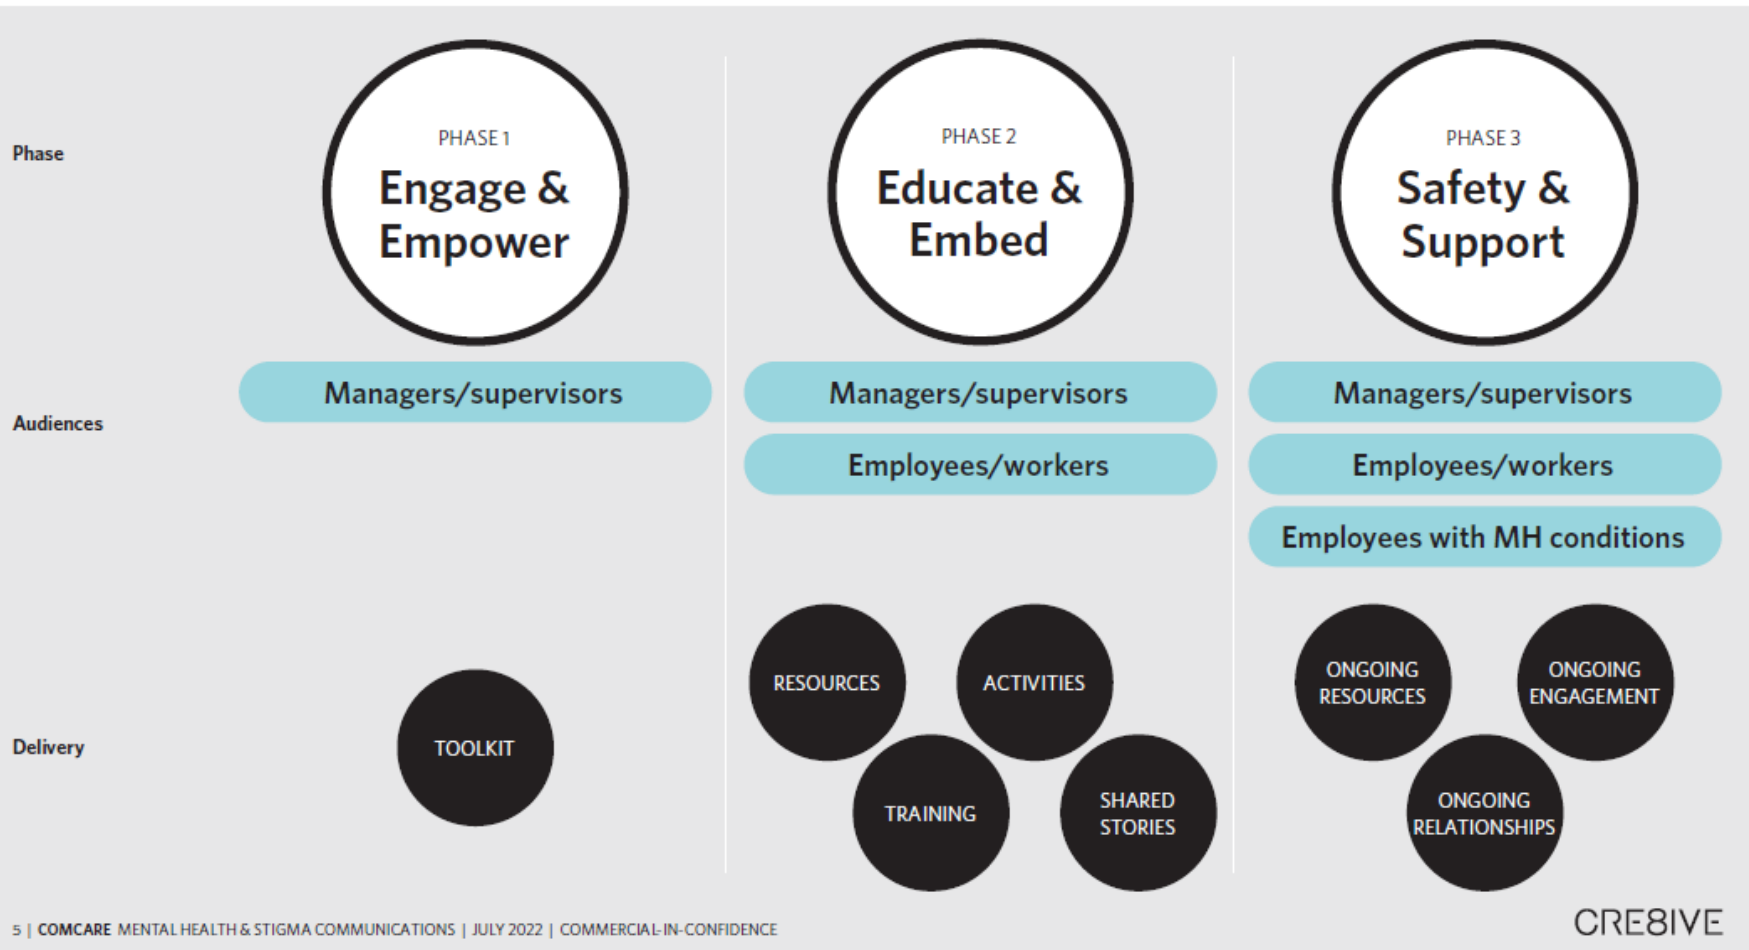 Phase
PHASE 1
Engage &
Empower
PHASE 2
Educate &
Embed
PHASE 3
Safety &
Support
Audiences
Managers/supervisors
Managers/supervisors
Employees/workers
Managers/supervisors
Employees/workers
Employees with MH conditions
Delivery
TOOLKIT
RESOURCES
ACTIVITIES
TRAINING
SHARED
STORIES
ONGOING
RESOURCES
ONGOING
ENGAGEMENT
ONGOING
RELATIONSHIPS
5 | COMCARE MENTAL HEALTH & STIGMA COMMUNICATIONS | JULY 2022 | COMMERCIAL-IN-CONFIDENCE
CRE8IVE